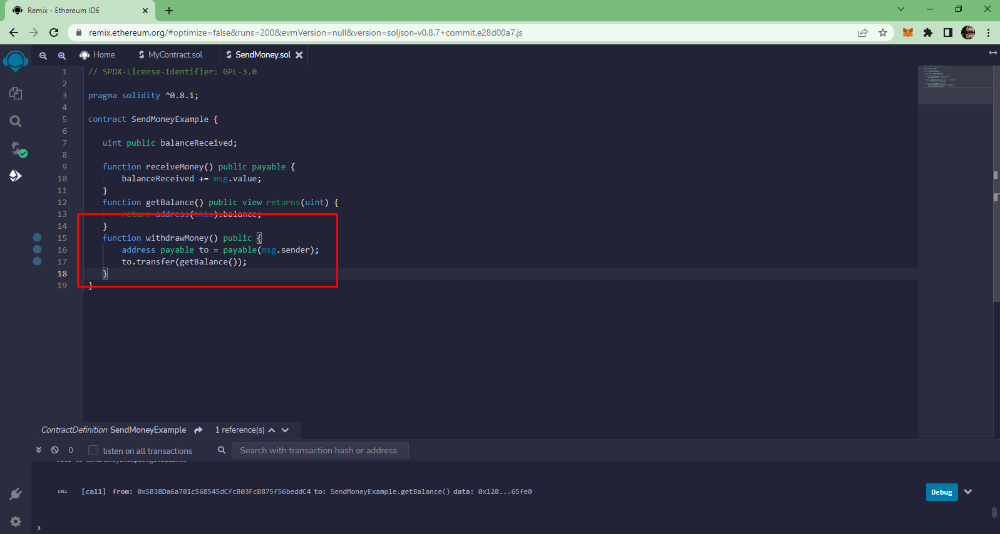 Remix - Ethereum IDE
remix.ethereum.org/#optimize=false&runs=200&evmVersion=null&version=soljson-v0.8.7+commit.e28d00a7.js
Home MyContract.sol SendMoney.sol
1 // SPDX-License-Identifier: GPL-3.0
2
3 pragma solidity ^0.8.1;
4
5 contract SendMoneyExample {
6
7 uint public balanceReceived;
8
9 function receiveMoney() public payable {
10 balanceReceived += msg.value;
11 }
12 function getBalance() public view returns(uint) {
13 return address(this).balance;
14 }
15 function withdrawMoney() public {
16 address payable to = payable(msg.sender);
17 to.transfer(getBalance());
18 }
19 }
ContractDefinition SendMoneyExample 1 reference(s)
0 listen on all transactions Search with transaction hash or address
call to SendMoneyExample.getBalance
CALL [call] from: 0x5B38Da6a701c568545dCfcB03FcB875f56beddC4 to: SendMoneyExample.getBalance() data: 0x120...65fe0 Debug
>